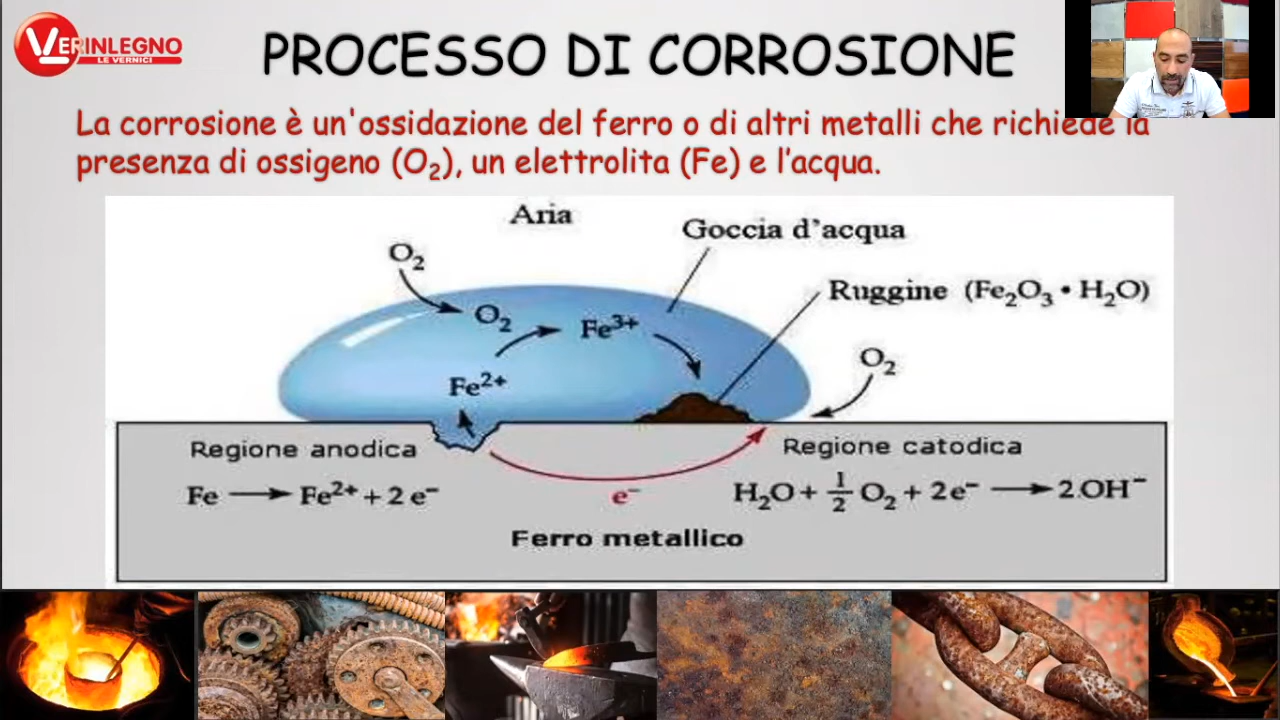 VERINLEGNO
LE VERNICI
PROCESSO DI CORROSIONE
La corrosione è un'ossidazione del ferro o di altri metalli che richiede la
presenza di ossigeno (O₂), un elettrolita (Fe) e l’acqua.
Aria
Goccia d’acqua
O₂
Ruggine (Fe₂O₃ • H₂O)
O₂
Fe³⁺
O₂
Fe²⁺
Regione anodica
Regione catodica
Fe ⟶ Fe²⁺ + 2 e⁻
e⁻
H₂O + ½ O₂ + 2e⁻ ⟶ 2.OH⁻
Ferro metallico